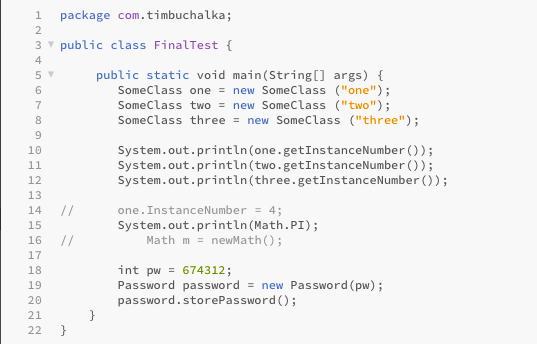 1 package com.timbuchalka;
2
3 public class FinalTest {
4
5 public static void main(String[] args) {
6 SomeClass one = new SomeClass ("one");
7 SomeClass two = new SomeClass ("two");
8 SomeClass three = new SomeClass ("three");
9
10 System.out.println(one.getInstanceNumber());
11 System.out.println(two.getInstanceNumber());
12 System.out.println(three.getInstanceNumber());
13
14 // one.InstanceNumber = 4;
15 System.out.println(Math.PI);
16 // Math m = newMath();
17
18 int pw = 674312;
19 Password password = new Password(pw);
20 password.storePassword();
21 }
22 }